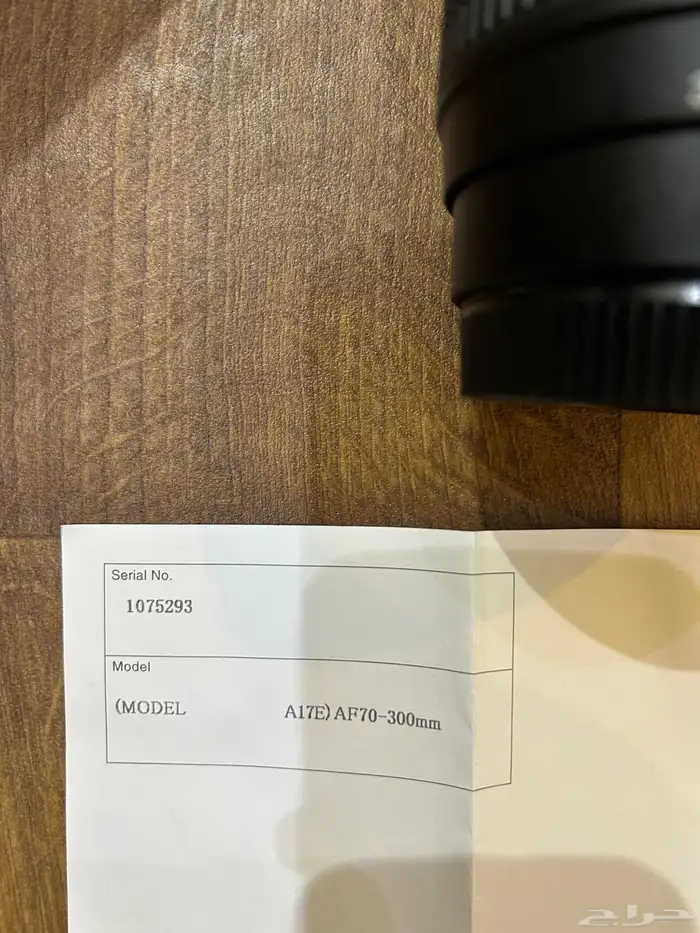 Serial No.
1075293
Model
(MODEL A17E) AF70-300mm
حراج